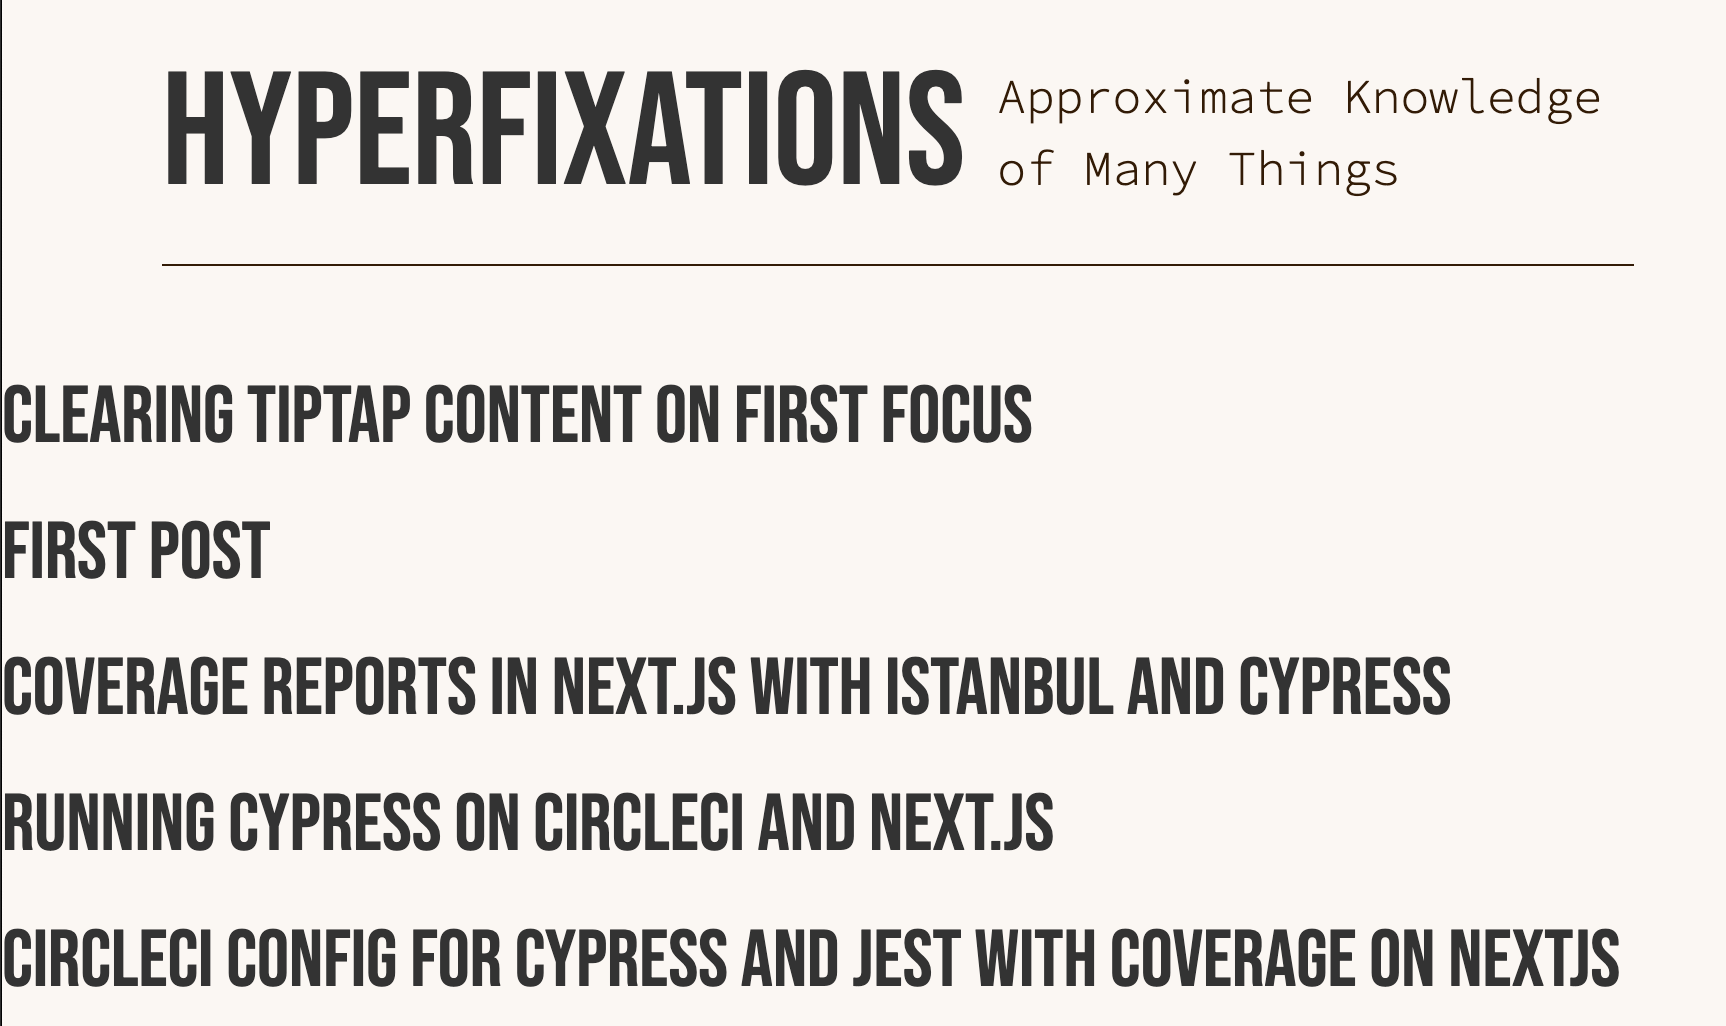 HYPERFIXATIONS
Approximate Knowledge
of Many Things
CLEARING TIPTAP CONTENT ON FIRST FOCUS
FIRST POST
COVERAGE REPORTS IN NEXT.JS WITH ISTANBUL AND CYPRESS
RUNNING CYPRESS ON CIRCLECI AND NEXT.JS
CIRCLECI CONFIG FOR CYPRESS AND JEST WITH COVERAGE ON NEXTJS